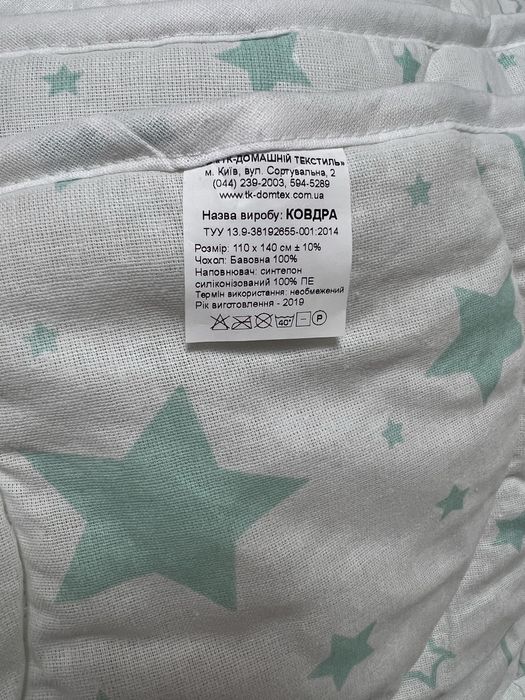 «ТК-ДОМАШНІЙ ТЕКСТИЛЬ»
м. Київ, вул. Сортувальна, 2
(044) 239-2003, 594-5289
www.tk-domtex.com.ua
Назва виробу: КОВДРА
ТУУ 13.9-38192655-001:2014
Розмір: 110 х 140 см ± 10%
Чохол: Бавовна 100%
Наповнювач: синтепон
силіконізований 100% ПЕ
Термін використання: необмежений
Рік виготовлення - 2019
40° P